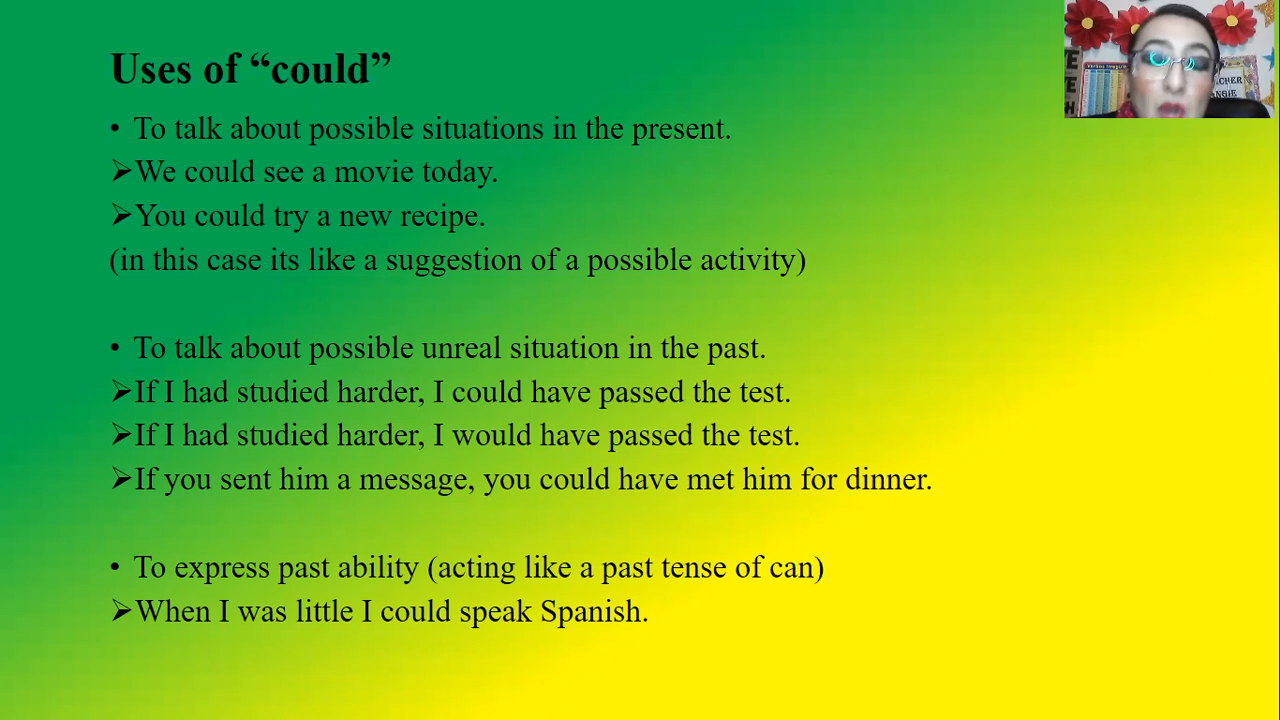 Uses of “could”
• To talk about possible situations in the present.
➢We could see a movie today.
➢You could try a new recipe.
(in this case its like a suggestion of a possible activity)
• To talk about possible unreal situation in the past.
➢If I had studied harder, I could have passed the test.
➢If I had studied harder, I would have passed the test.
➢If you sent him a message, you could have met him for dinner.
• To express past ability (acting like a past tense of can)
➢When I was little I could speak Spanish.